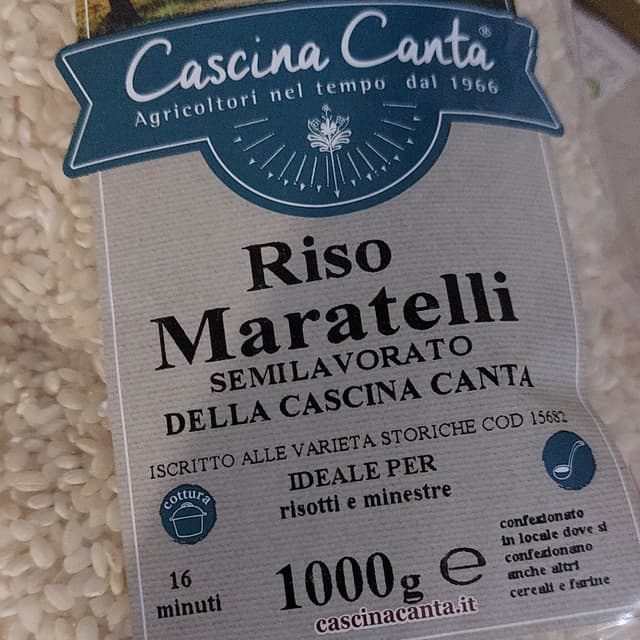 Cascina Canta®
Agricoltori nel tempo dal 1966
Riso
Maratelli
SEMILAVORATO
DELLA CASCINA CANTA
ISCRITTO ALLE VARIETA STORICHE COD 15682
IDEALE PER
risotti e minestre
cottura
16
minuti
1000g e
cascinacanta.it
confezionato
in locale dove si
confezionano
anche altri
cereali e farine